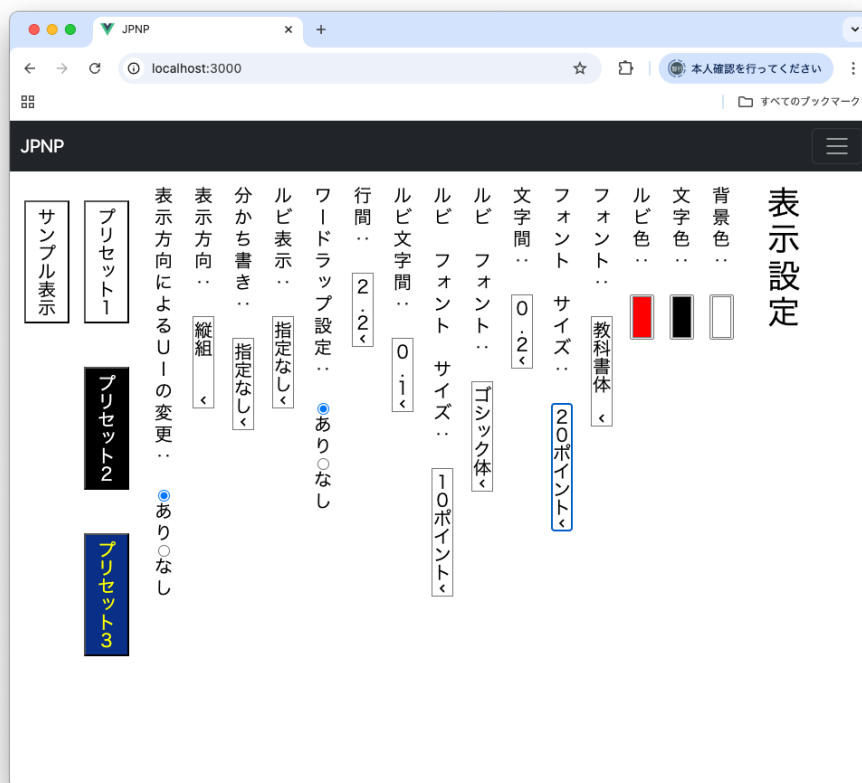 JPNP
localhost:3000
本人確認を行ってください
すべてのブックマーク
JPNP
表示設定
背景色：
文字色：
ルビ色：
フォント： 教科書体
フォント サイズ： 20ポイント
文字間： 0.2
ルビ フォント： ゴシック体
ルビ フォント サイズ： 10ポイント
ルビ文字間： 0.1
行間： 2.2
ワードラップ設定： あり なし
ルビ表示： 指定なし
分かち書き： 指定なし
表示方向： 縦組
表示方向によるUIの変更： あり なし
プリセット1
プリセット2
プリセット3
サンプル表示